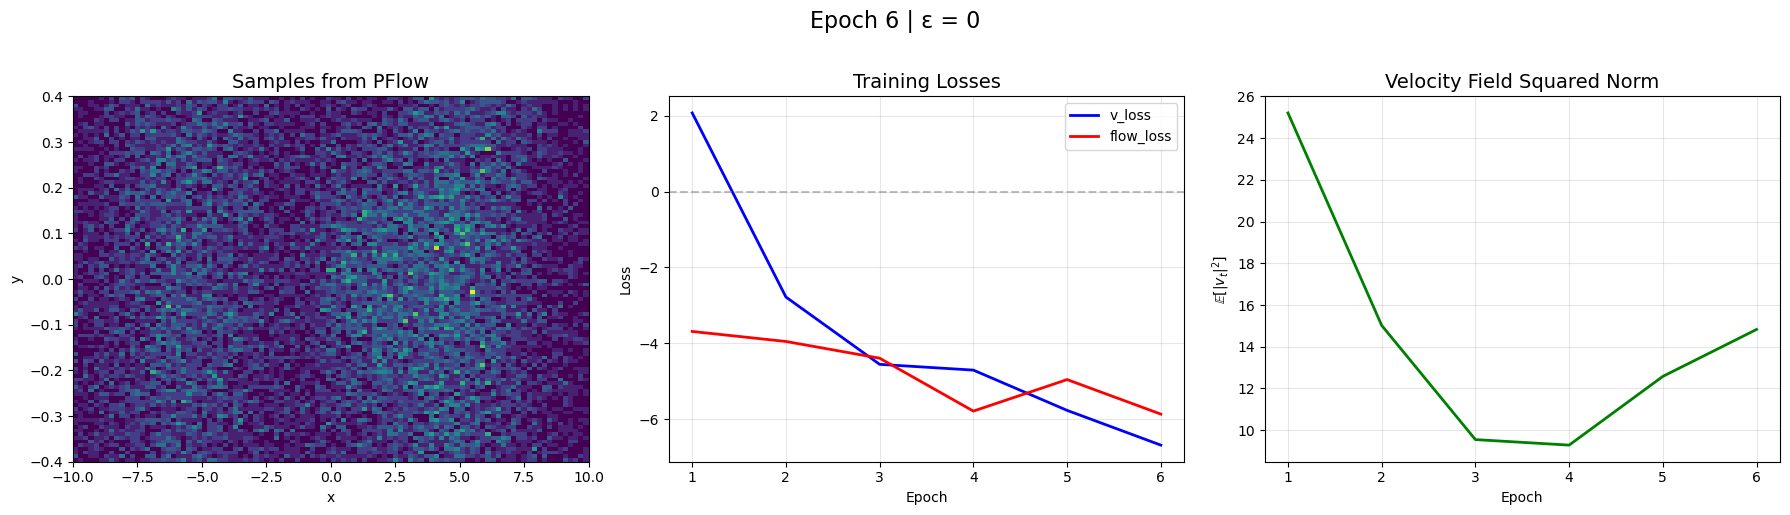 Epoch 6 | ε = 0
Samples from PFlow
0.4
0.3
0.2
0.1
0.0
−0.1
−0.2
−0.3
−0.4
y
−10.0 −7.5 −5.0 −2.5 0.0 2.5 5.0 7.5 10.0
x
Training Losses
v_loss
flow_loss
2
0
−2
−4
−6
Loss
1 2 3 4 5 6
Epoch
Velocity Field Squared Norm
26
24
22
20
18
16
14
12
10
𝔼[|v_t|²]
1 2 3 4 5 6
Epoch